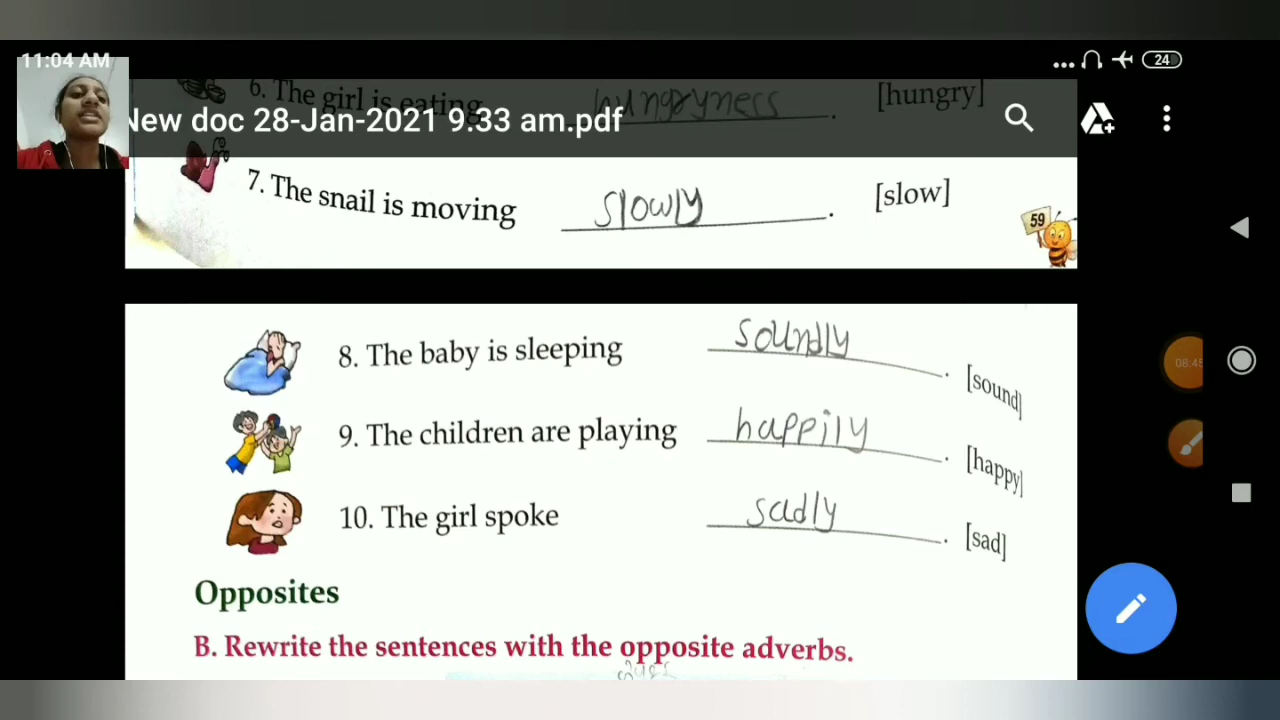 11:04 AM
24
6. The girl is eating hungryness. [hungry]
New doc 28-Jan-2021 9.33 am.pdf
7. The snail is moving slowly. [slow]
59
8. The baby is sleeping soundly. [sound]
08:45
9. The children are playing happily. [happy]
10. The girl spoke sadly. [sad]
Opposites
B. Rewrite the sentences with the opposite adverbs.